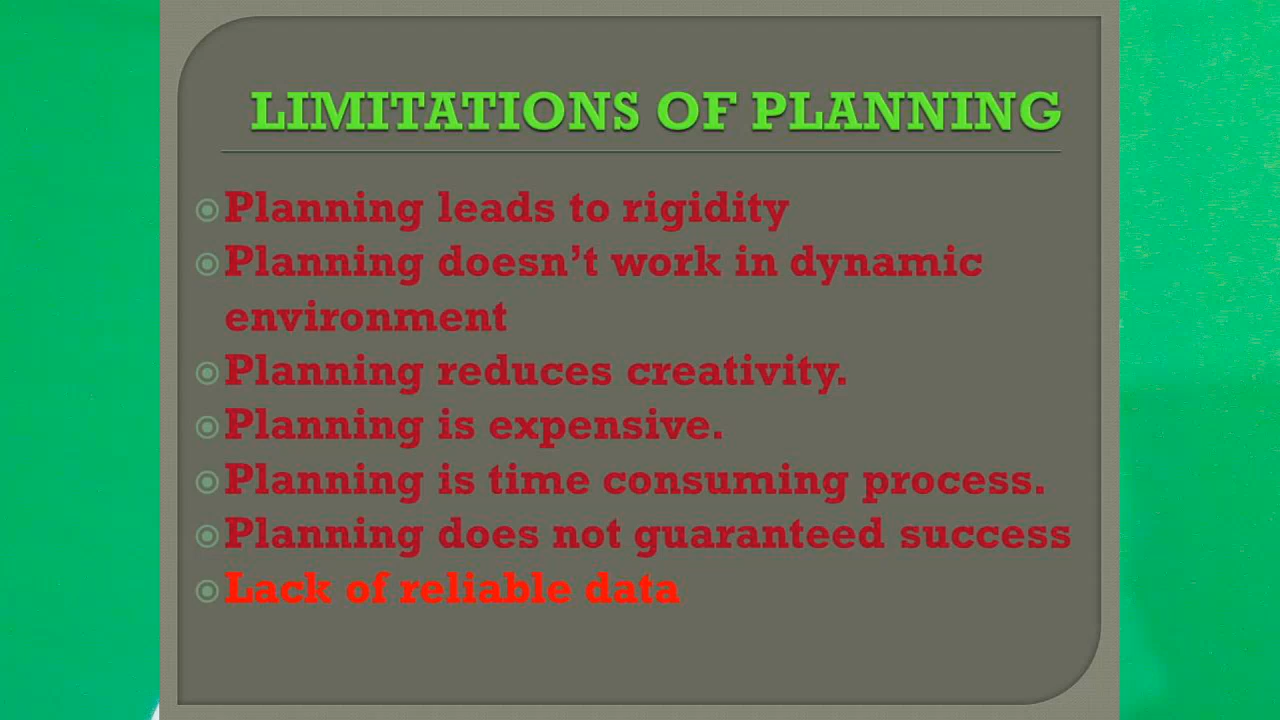 LIMITATIONS OF PLANNING
Planning leads to rigidity
Planning doesn’t work in dynamic
environment
Planning reduces creativity.
Planning is expensive.
Planning is time consuming process.
Planning does not guaranteed success
Lack of reliable data